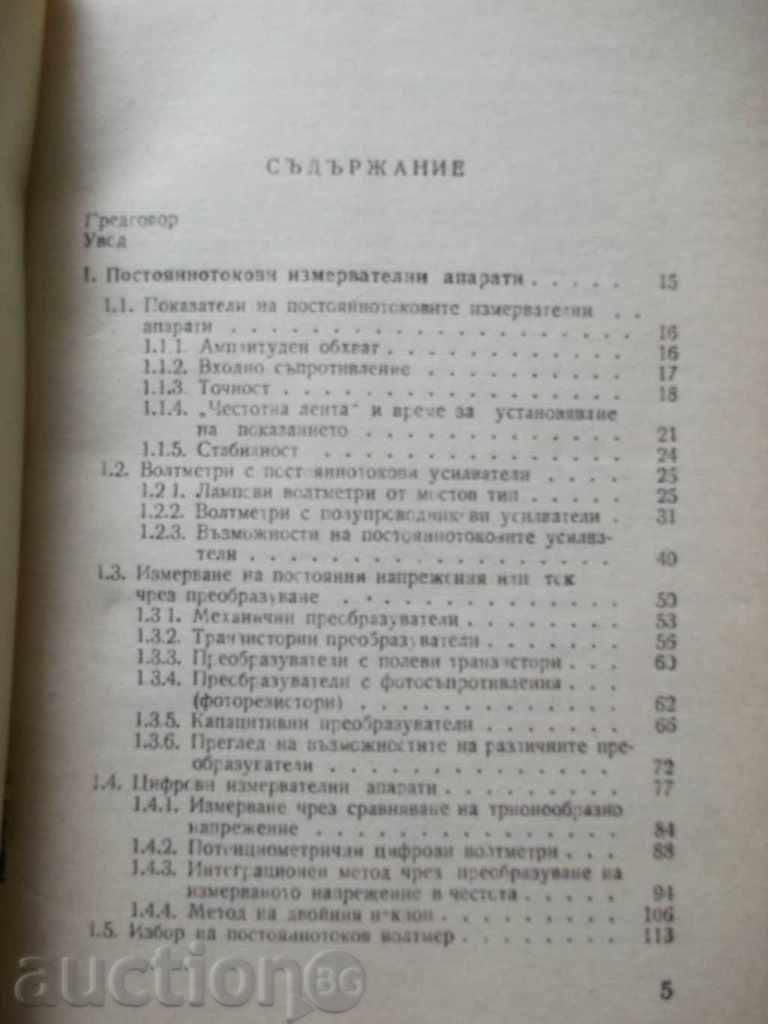 СЪДЪРЖАНИЕ
Предговор
Увод
I. Постояннотокови измервателни апарати . . . . . 15
1.1. Показатели на постояннотоковите измервателни . .
апарати . . . . . . . . . . . . . . 16
1.1.1. Амплитуден обхват . . . . . . . . . . 16
1.1.2. Входно съпротивление . . . . . . . . . 17
1.1.3. Точност . . . . . . . . . . . . . 18
1.1.4. „Честотна лента“ и време за установяване
на показанието . . . . . . . . . . . 21
1.1.5. Стабилност . . . . . . . . . . . . 24
1.2. Волтметри с постояннотокови усилватели . . . . 25
1.2 1. Лампови волтметри от мостов тип . . . . . 25
1.2.2. Волтметри с полупроводникови усилватели . 31
1.2.3. Възможности на постояннотоковите усилва-
тели . . . . . . . . . . . . . . 40
1.3. Измерване на постоянни напрежения или ток
чрез преобразуване . . . . . . . . . . 50
1.3 1. Механични преобразуватели . . . . . . . 53
1.3.2. Транзисторни преобразуватели . . . . . . 56
1.3.3. Преобразуватели с полеви транзистори . . . 60
1.3.4. Преобразуватели с фотосъпротивления . . .
(фоторезистори) . . . . . . . . . . . 62
1.3.5. Капацитивни преобразуватели . . . . . . 66
1.3.6. Преглед на възможностите на различните пре-
образуватели . . . . . . . . . . . . 72
1.4. Цифрови измервателни апарати . . . . . . . 77
1.4.1. Измерване чрез сравняване на трионообразно
напрежение . . . . . . . . . . . . 84
1.4.2. Потенциометрични цифрови волтметри . . . 88
1.4.3. Интеграционен метод чрез преобразуване на
измерваното напрежение в честота . . . . . 94
1.4.4. Метод на двойния наклон . . . . . . . . 106
1.5. Избор на постояннотоков волтмер . . . . . . . 113
5
auction BG